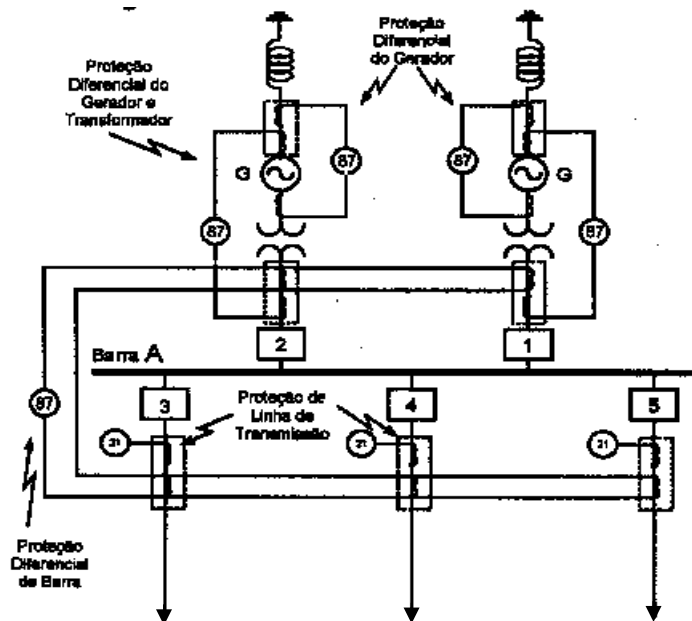 Proteção
Diferencial
do Gerador
Proteção
Diferencial do
Gerador e
Transformador
87
87
G
G
87
87
2
1
Barra A
87
3
Proteção de
Linha de
Transmissão
4
5
21
21
21
Proteção
Diferencial
de Barra